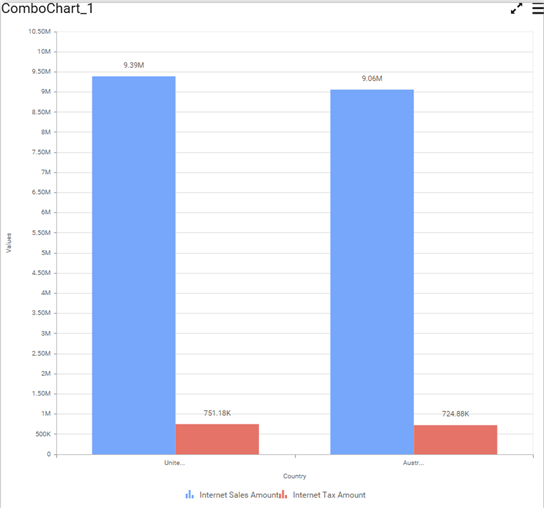 ComboChart_1
10.50M
10M
9.50M
9M
8.50M
8M
7.50M
7M
6.50M
6M
5.50M
5M
4.50M
4M
3.50M
3M
2.50M
2M
1.50M
1M
500K
0
Values
9.39M
751.18K
9.06M
724.88K
Unite...
Austr...
Country
Internet Sales Amount
Internet Tax Amount